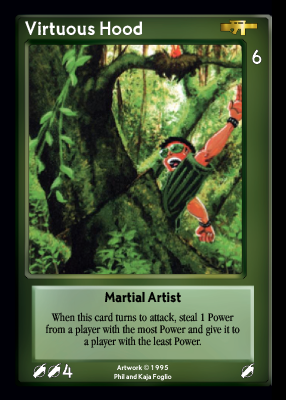 Virtuous Hood
6
Martial Artist
When this card turns to attack, steal 1 Power
from a player with the most Power and give it to
a player with the least Power.
4
Artwork © 1995
Phil and Kaja Foglio